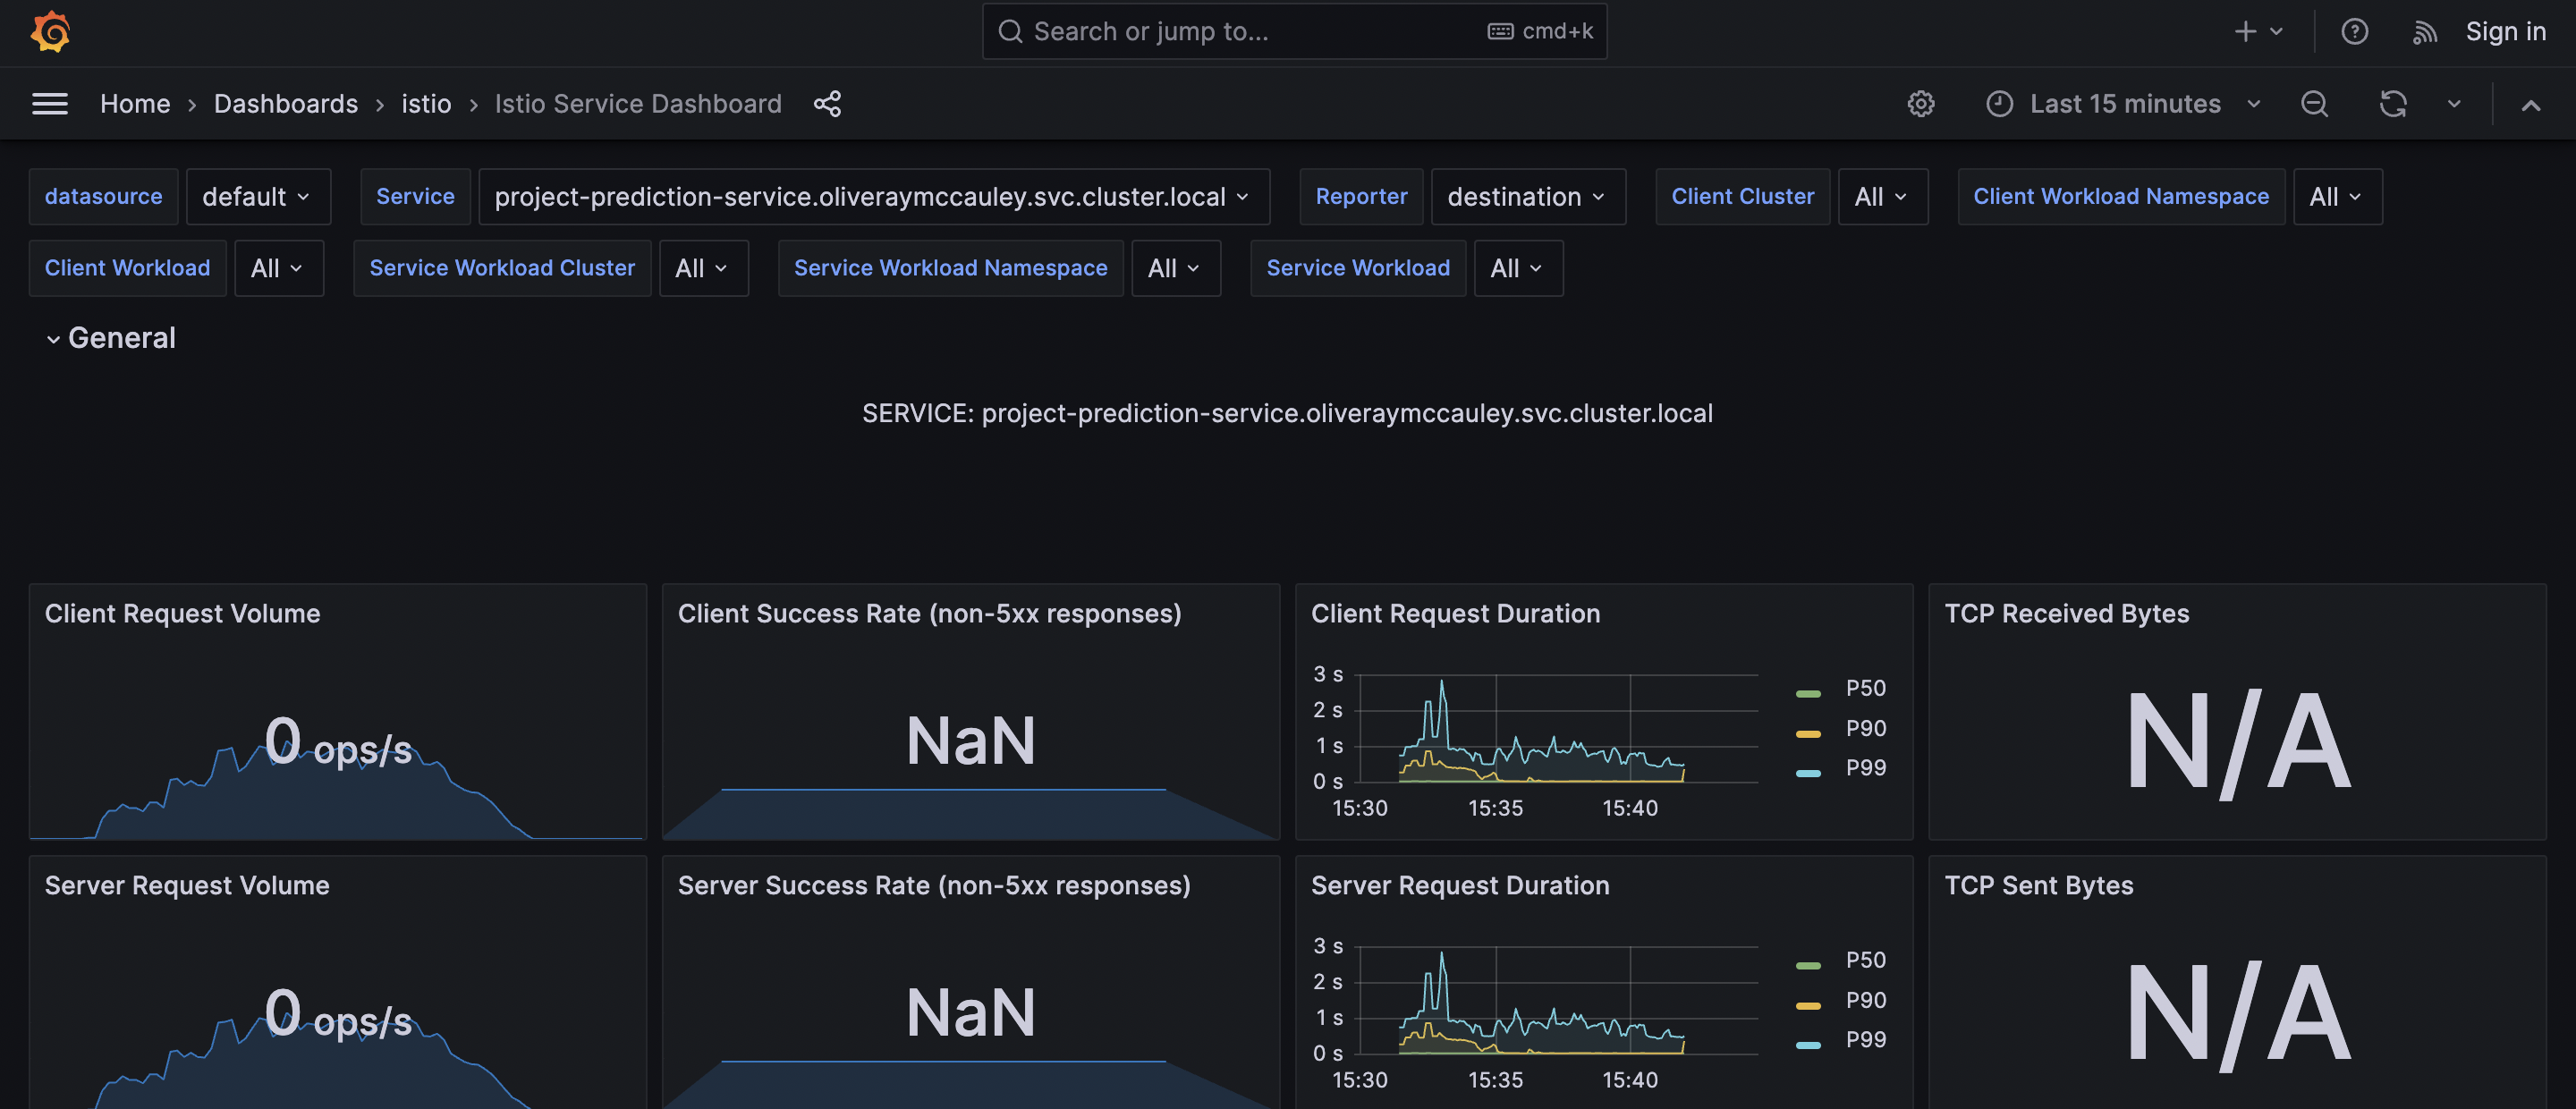 Search or jump to... cmd+k Sign in
Home › Dashboards › istio › Istio Service Dashboard Last 15 minutes
datasource default Service project-prediction-service.oliveraymccauley.svc.cluster.local Reporter destination Client Cluster All Client Workload Namespace All
Client Workload All Service Workload Cluster All Service Workload Namespace All Service Workload All
General
SERVICE: project-prediction-service.oliveraymccauley.svc.cluster.local
Client Request Volume
0 ops/s
Client Success Rate (non-5xx responses)
NaN
Client Request Duration
3 s
2 s
1 s
0 s
15:30 15:35 15:40
P50
P90
P99
TCP Received Bytes
N/A
Server Request Volume
0 ops/s
Server Success Rate (non-5xx responses)
NaN
Server Request Duration
3 s
2 s
1 s
0 s
15:30 15:35 15:40
P50
P90
P99
TCP Sent Bytes
N/A